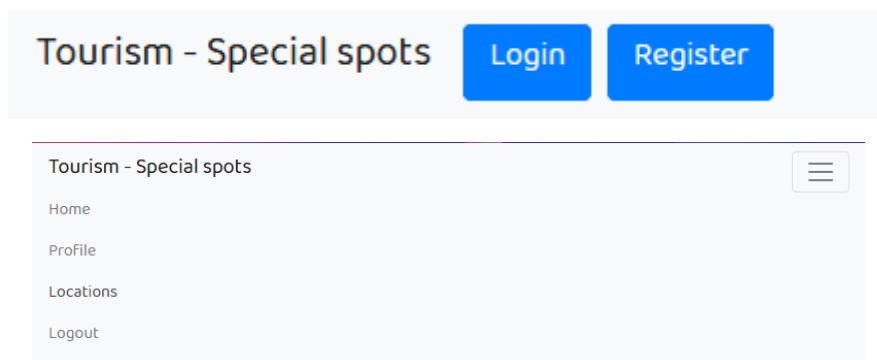 Tourism - Special spots Login Register
Tourism - Special spots
Home
Profile
Locations
Logout